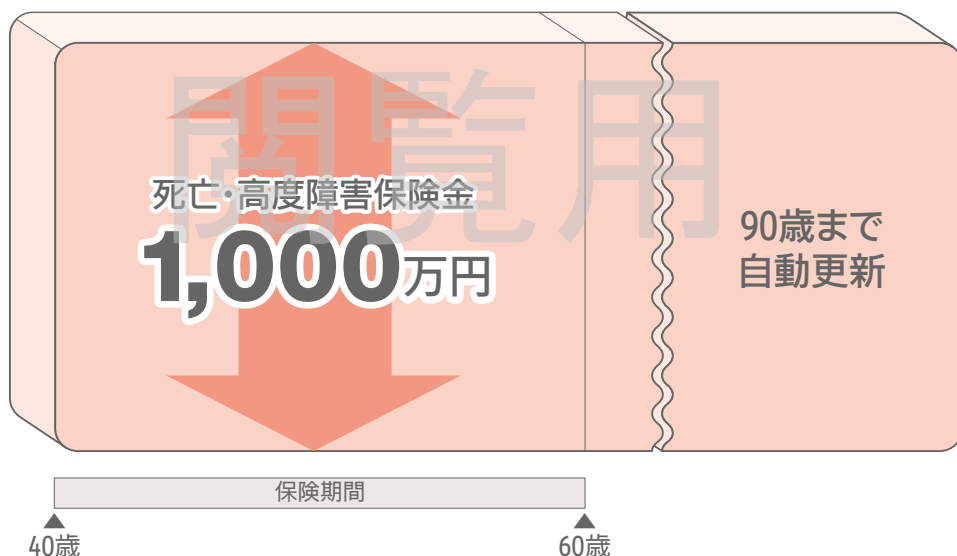 閲覧用
死亡・高度障害保険金
1,000万円
90歳まで
自動更新
保険期間
40歳
60歳